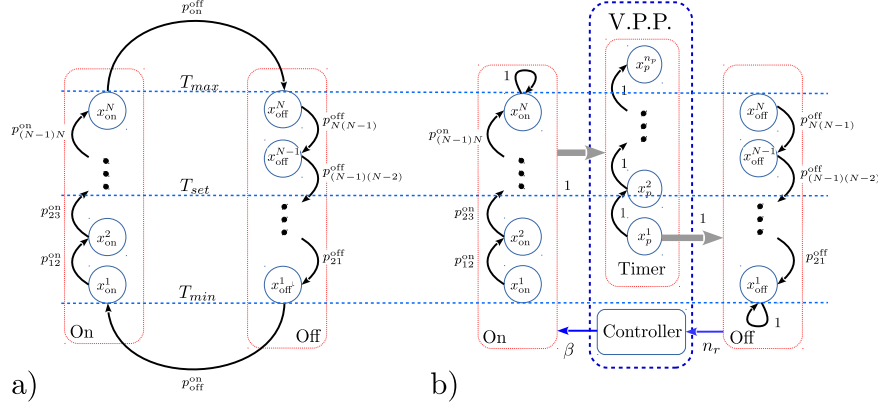 p_on^off
V.P.P.
T_max
x_on^N
x_off^N
p_(N−1)N^on
p_N(N−1)^off
x_off^N−1
p_(N−1)(N−2)^off
T_set
p_23^on
x_on^2
p_12^on
p_21^off
x_on^1
x_off^1
T_min
On
Off
p_off^on
a)
1
x_p^n_p
1
x_on^N
x_off^N
p_(N−1)N^on
p_N(N−1)^off
x_off^N−1
1
p_(N−1)(N−2)^off
1
x_p^2
p_23^on
1
1
x_on^2
x_p^1
p_12^on
p_21^off
Timer
x_on^1
x_off^1
1
On
Controller
Off
β
n_r
b)